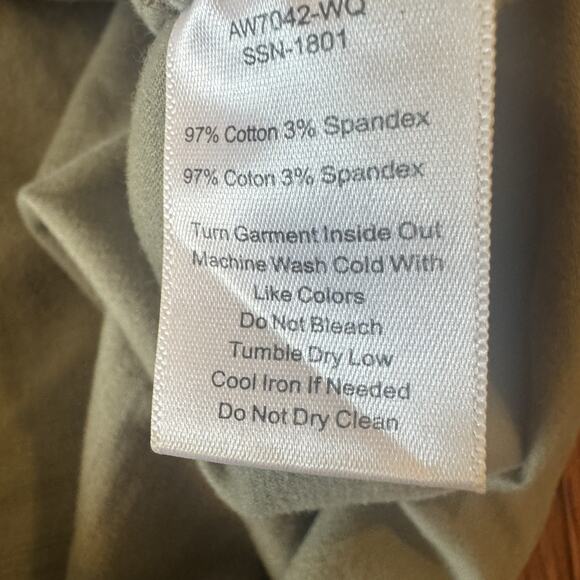 AW7042-WQ
SSN-1801
97% Cotton 3% Spandex
97% Coton 3% Spandex
Turn Garment Inside Out
Machine Wash Cold With
Like Colors
Do Not Bleach
Tumble Dry Low
Cool Iron If Needed
Do Not Dry Clean